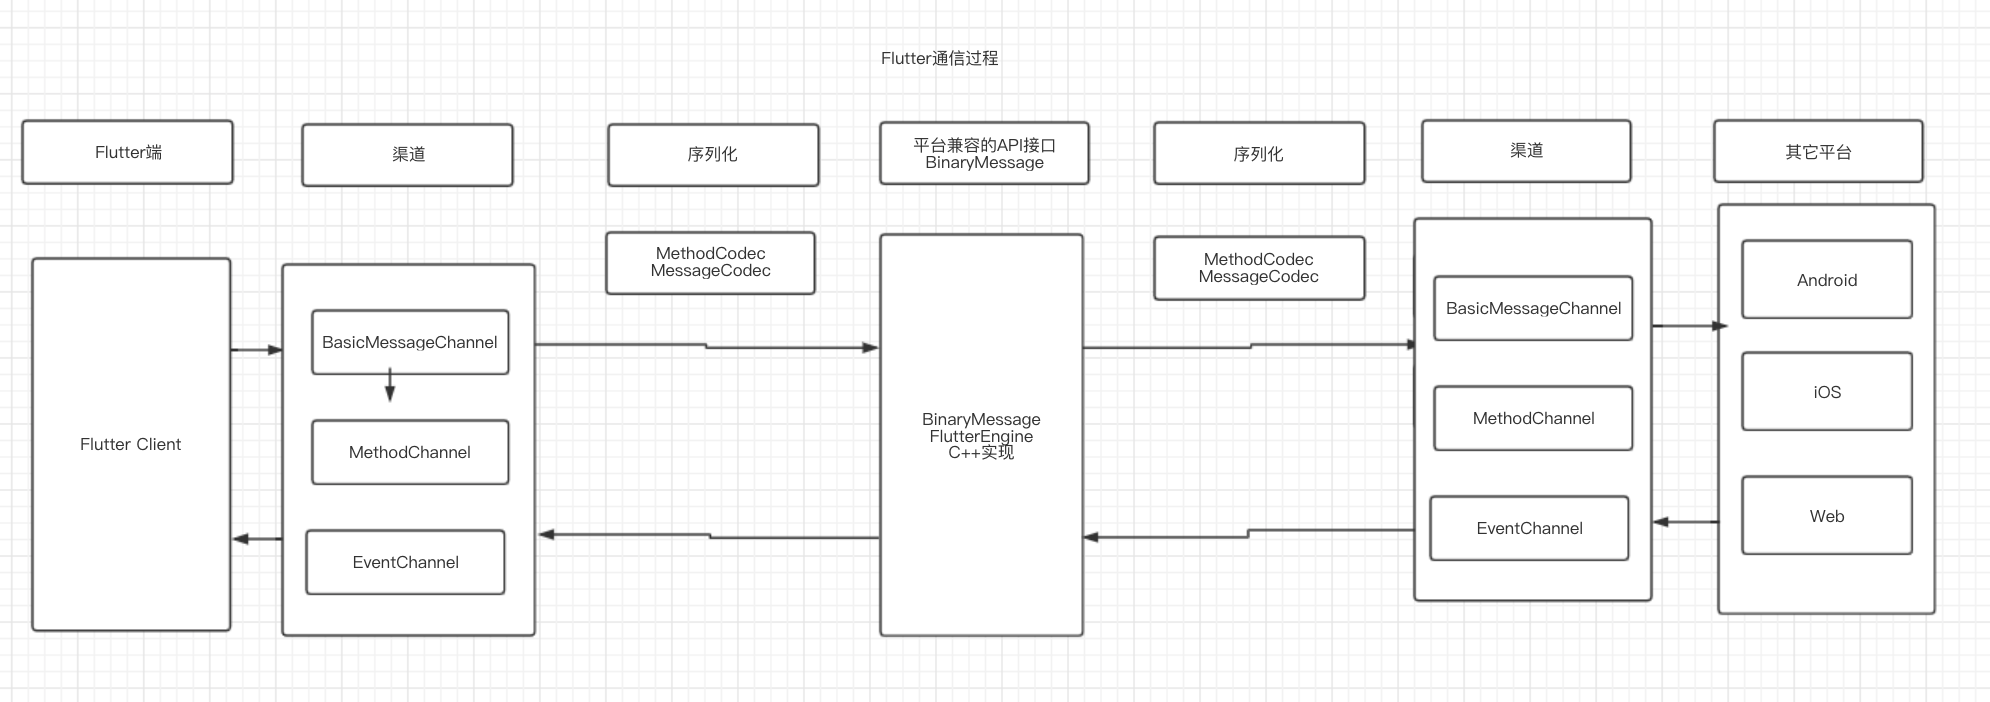 Flutter通信过程
Flutter端
渠道
序列化
平台兼容的API接口
BinaryMessage
序列化
渠道
其它平台
Flutter Client
BasicMessageChannel
MethodChannel
EventChannel
MethodCodec
MessageCodec
BinaryMessage
FlutterEngine
C++实现
MethodCodec
MessageCodec
BasicMessageChannel
MethodChannel
EventChannel
Android
iOS
Web